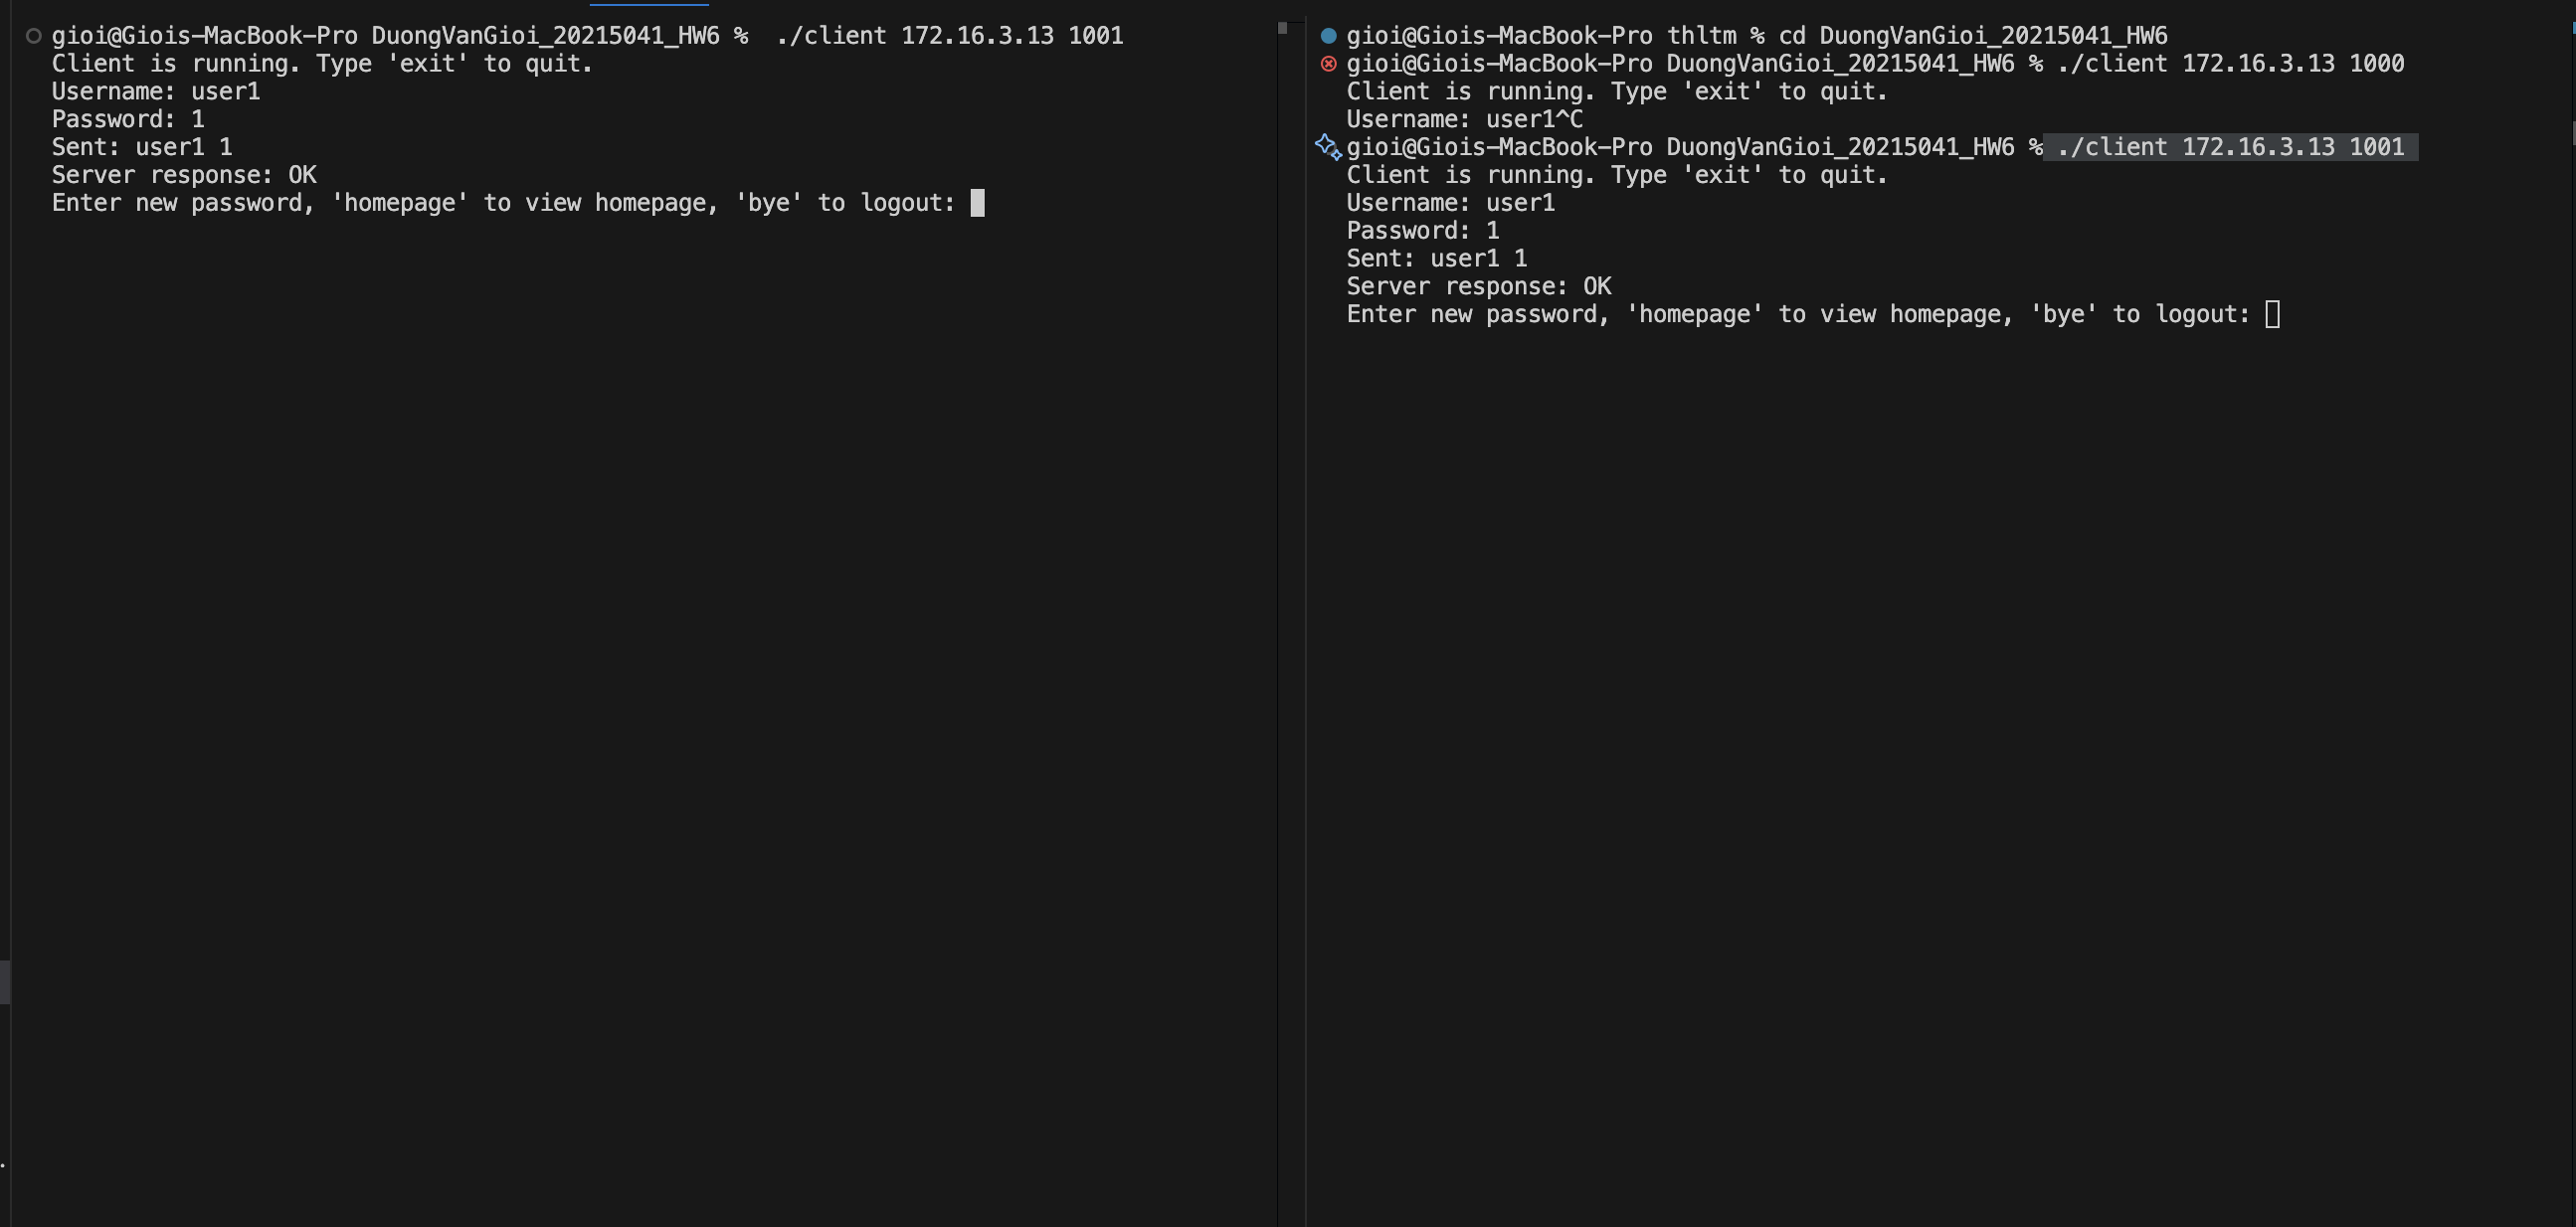 gioi@Giois-MacBook-Pro DuongVanGioi_20215041_HW6 %  ./client 172.16.3.13 1001
Client is running. Type 'exit' to quit.
Username: user1
Password: 1
Sent: user1 1
Server response: OK
Enter new password, 'homepage' to view homepage, 'bye' to logout:
gioi@Giois-MacBook-Pro thltm % cd DuongVanGioi_20215041_HW6
gioi@Giois-MacBook-Pro DuongVanGioi_20215041_HW6 % ./client 172.16.3.13 1000
Client is running. Type 'exit' to quit.
Username: user1^C
gioi@Giois-MacBook-Pro DuongVanGioi_20215041_HW6 % ./client 172.16.3.13 1001
Client is running. Type 'exit' to quit.
Username: user1
Password: 1
Sent: user1 1
Server response: OK
Enter new password, 'homepage' to view homepage, 'bye' to logout: